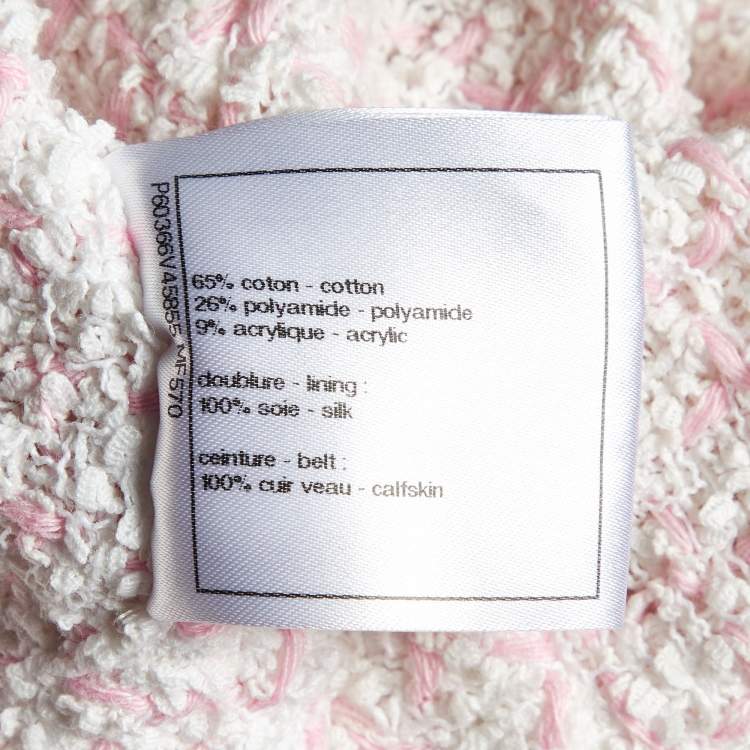 P60366V45855 MF570
65% coton - cotton
26% polyamide - polyamide
9% acrylique - acrylic
doublure - lining :
100% soie - silk
ceinture - belt :
100% cuir veau - calfskin